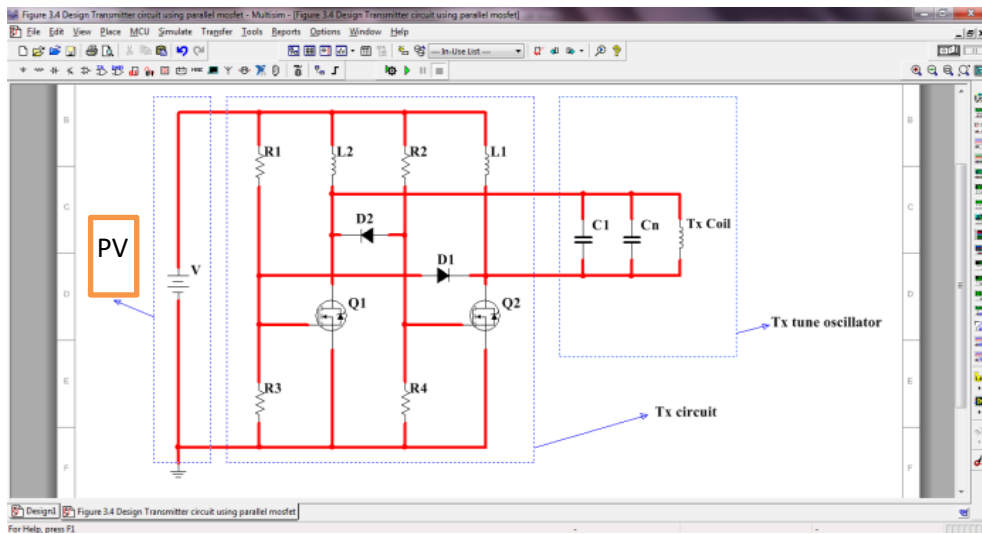 Figure 3.4 Design Transmitter circuit using parallel mosfet - Multisim - [Figure 3.4 Design Transmitter circuit using parallel mosfet]
File Edit View Place MCU Simulate Transfer Tools Reports Options Window Help
--- In-Use List ---
B B
R1 L2 R2 L1
C C
D2 C1 Cn Tx Coil
PV
D1
V
D D
Q1 Q2
Tx tune oscillator
E E
R3 R4
Tx circuit
F F
Design1 Figure 3.4 Design Transmitter circuit using parallel mosfet
For Help, press F1